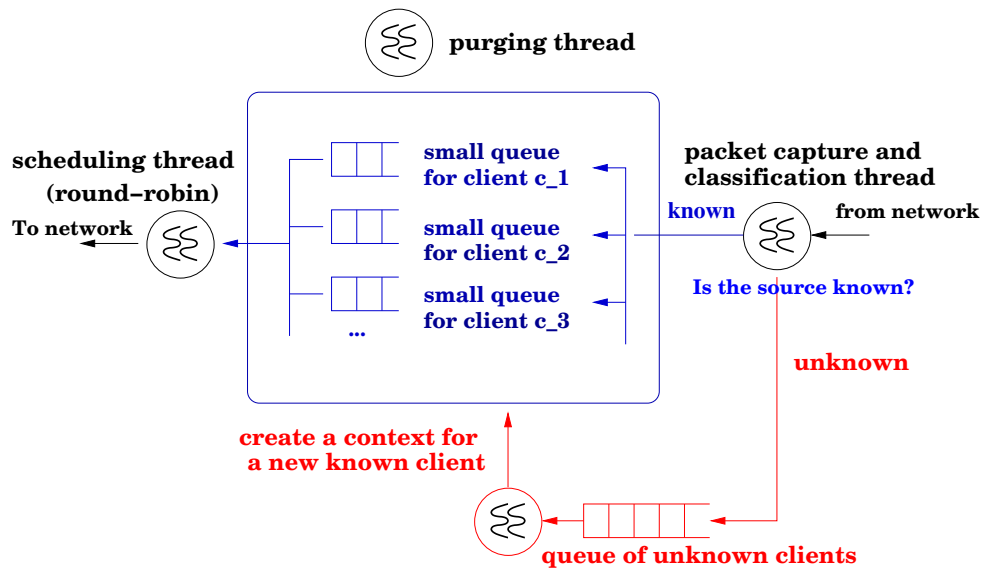 purging thread
scheduling thread
(round−robin)
To network
small queue
for client c_1
small queue
for client c_2
small queue
for client c_3
...
packet capture and
classification thread
known
from network
Is the source known?
unknown
create a context for
a new known client
queue of unknown clients